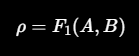 ρ = F₁(A, B)